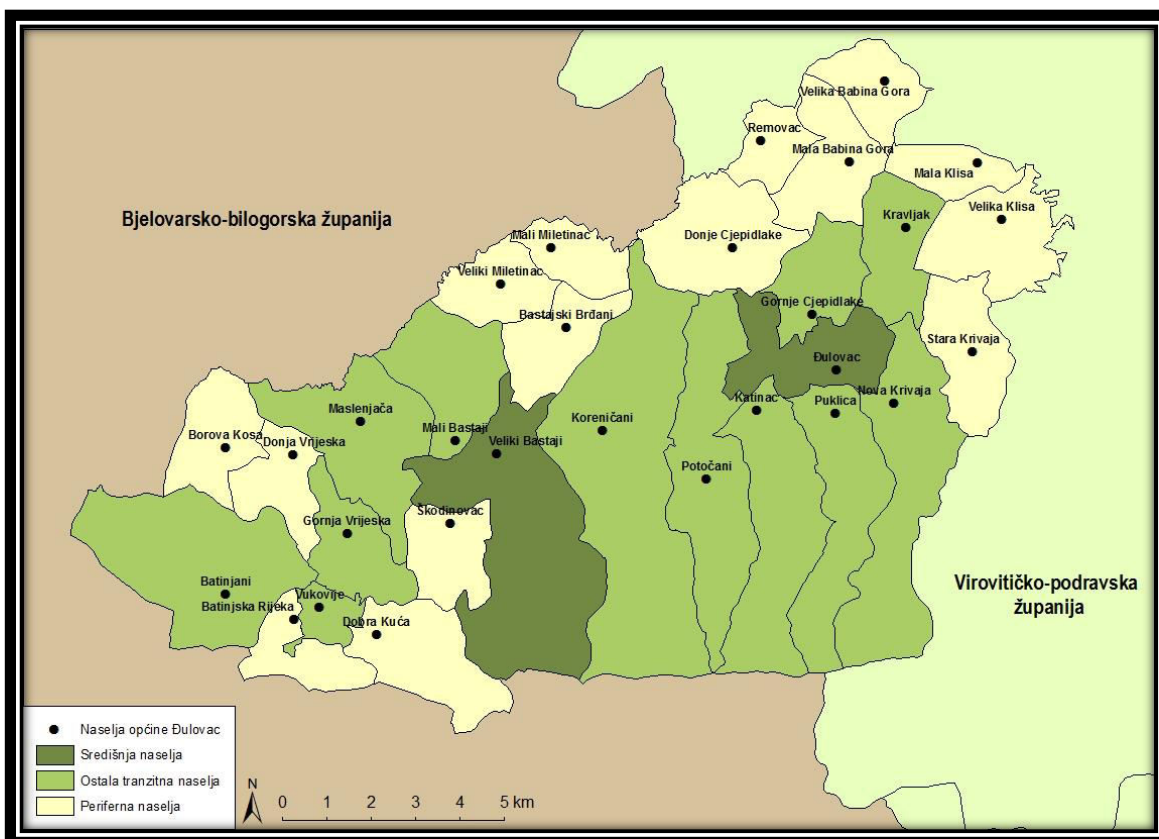 Velika Babina Gora
Removac
Mala Babina Gora
Mala Klisa
Bjelovarsko-bilogorska županija
Kravljak
Velika Klisa
Mali Miletinac
Donje Cjepidlake
Veliki Miletinac
Gornje Cjepidlake
Bastajski Brđani
Stara Krivaja
Đulovac
Nova Krivaja
Katinac
Puklica
Maslenjača
Mali Bastaji
Koreničani
Borova Kosa
Donja Vrijeska
Veliki Bastaji
Potočani
Škodinovac
Gornja Vrijeska
Virovitičko-podravska
županija
Batinjani
Vukovije
Batinjska Rijeka
Dobra Kuća
Naselja općine Đulovac
Središnja naselja
Ostala tranzitna naselja
Periferna naselja
N
0 1 2 3 4 5 km